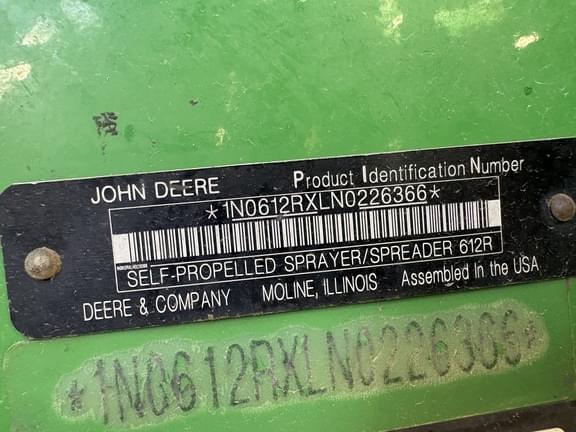 JOHN DEERE
Product Identification Number
*1N0612RXLN0226366*
SELF-PROPELLED SPRAYER/SPREADER 612R
DEERE & COMPANY MOLINE, ILLINOIS Assembled In the USA
*1N0612RXLN0226366*